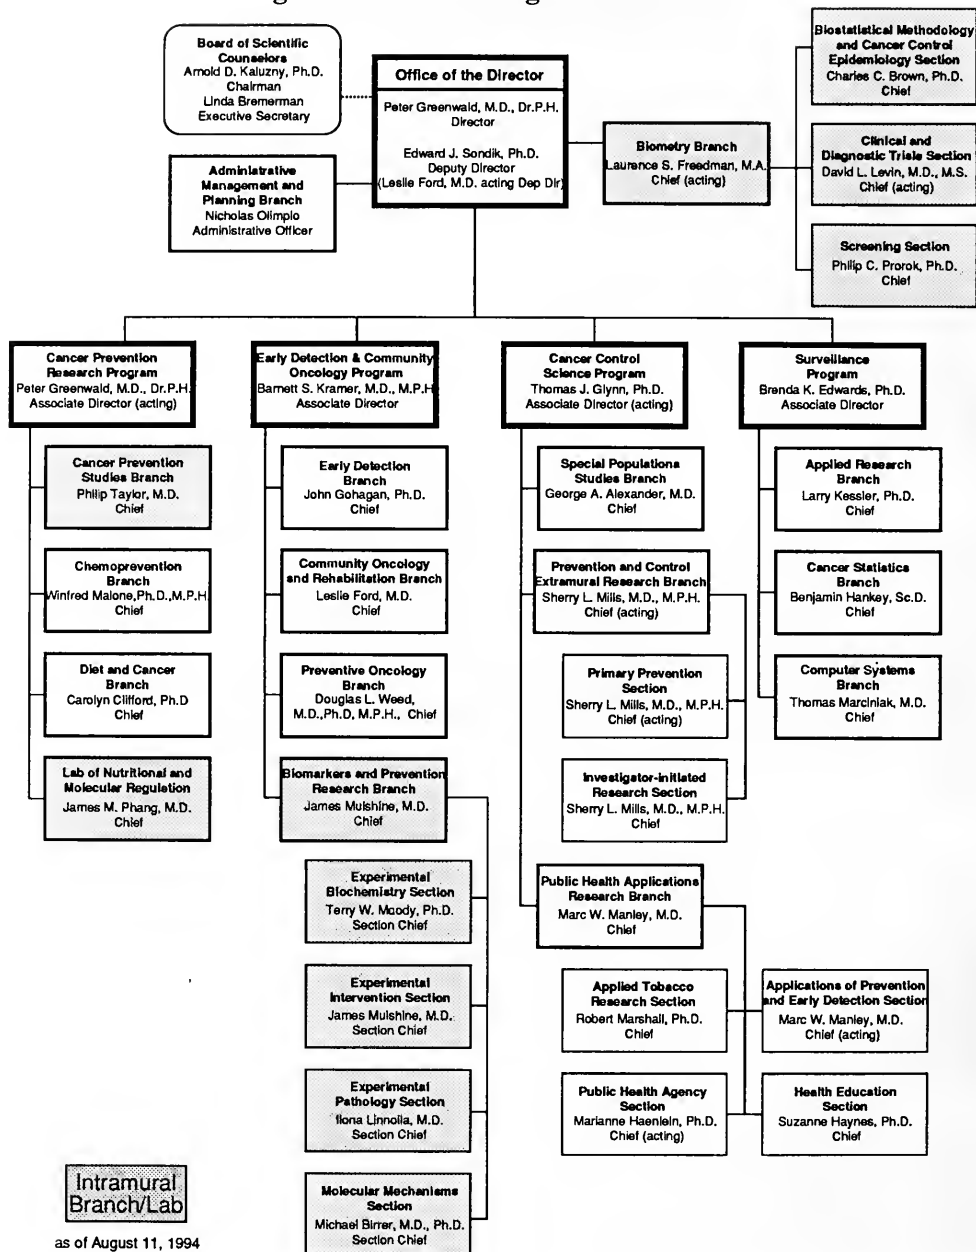 Board of Scientific
Counselors
Arnold D. Kaluzny, Ph.D.
Chairman
Linda Bremerman
Executive Secretary
Office of the Director
Peter Greenwald, M.D., Dr.P.H.
Director
Edward J. Sondik, Ph.D.
Deputy Director
(Leslie Ford, M.D. acting Dep Dir)
Administrative
Management and
Planning Branch
Nicholas Olimpio
Administrative Officer
Biometry Branch
Laurence S. Freedman, M.A.
Chief (acting)
Biostatistical Methodology
and Cancer Control
Epidemiology Section
Charles C. Brown, Ph.D.
Chief
Clinical and
Diagnostic Trials Section
David L. Levin, M.D., M.S.
Chief (acting)
Screening Section
Philip C. Prorok, Ph.D.
Chief
Cancer Prevention
Research Program
Peter Greenwald, M.D., Dr.P.H.
Associate Director (acting)
Cancer Prevention
Studies Branch
Philip Taylor, M.D.
Chief
Chemoprevention
Branch
Winfred Malone,Ph.D.,M.P.H.
Chief
Diet and Cancer
Branch
Carolyn Clifford, Ph.D
Chief
Lab of Nutritional and
Molecular Regulation
James M. Phang, M.D.
Chief
Early Detection & Community
Oncology Program
Barnett S. Kramer, M.D., M.P.H
Associate Director
Early Detection
Branch
John Gohagan, Ph.D.
Chief
Community Oncology
and Rehabilitation Branch
Leslie Ford, M.D.
Chief
Preventive Oncology
Branch
Douglas L. Weed,
M.D.,Ph.D, M.P.H., Chief
Biomarkers and Prevention
Research Branch
James Mulshine, M.D.
Chief
Experimental
Biochemistry Section
Terry W. Moody, Ph.D.
Section Chief
Experimental
Intervention Section
James Mulshine, M.D.
Section Chief
Experimental
Pathology Section
Ilona Linnoila, M.D.
Section Chief
Molecular Mechanisms
Section
Michael Birrer, M.D., Ph.D.
Section Chief
Cancer Control
Science Program
Thomas J. Glynn, Ph.D.
Associate Director (acting)
Special Populations
Studies Branch
George A. Alexander, M.D.
Chief
Prevention and Control
Extramural Research Branch
Sherry L. Mills, M.D., M.P.H.
Chief (acting)
Primary Prevention
Section
Sherry L. Mills, M.D., M.P.H.
Chief (acting)
Investigator-initiated
Research Section
Sherry L. Mills, M.D., M.P.H.
Chief
Public Health Applications
Research Branch
Marc W. Manley, M.D.
Chief
Applied Tobacco
Research Section
Robert Marshall, Ph.D.
Chief
Applications of Prevention
and Early Detection Section
Marc W. Manley, M.D.
Chief (acting)
Public Health Agency
Section
Marianne Haenlein, Ph.D.
Chief (acting)
Health Education
Section
Suzanne Haynes, Ph.D.
Chief
Surveillance
Program
Brenda K. Edwards, Ph.D.
Associate Director
Applied Research
Branch
Larry Kessler, Ph.D.
Chief
Cancer Statistics
Branch
Benjamin Hankey, Sc.D.
Chief
Computer Systems
Branch
Thomas Marciniak, M.D.
Chief
Intramural
Branch/Lab
as of August 11, 1994